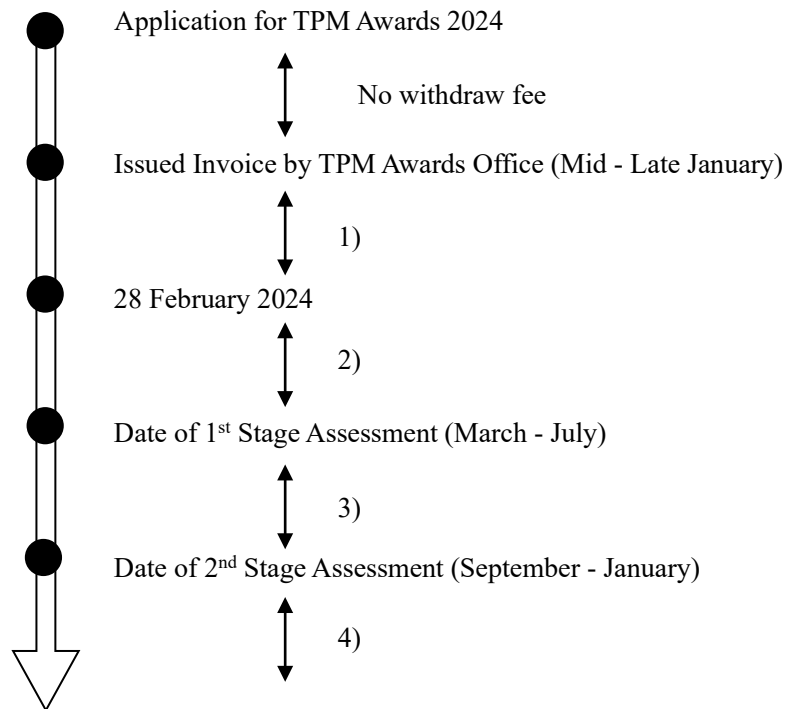 Application for TPM Awards 2024
No withdraw fee
Issued Invoice by TPM Awards Office (Mid - Late January)
1)
28 February 2024
2)
Date of 1st Stage Assessment (March - July)
3)
Date of 2nd Stage Assessment (September - January)
4)